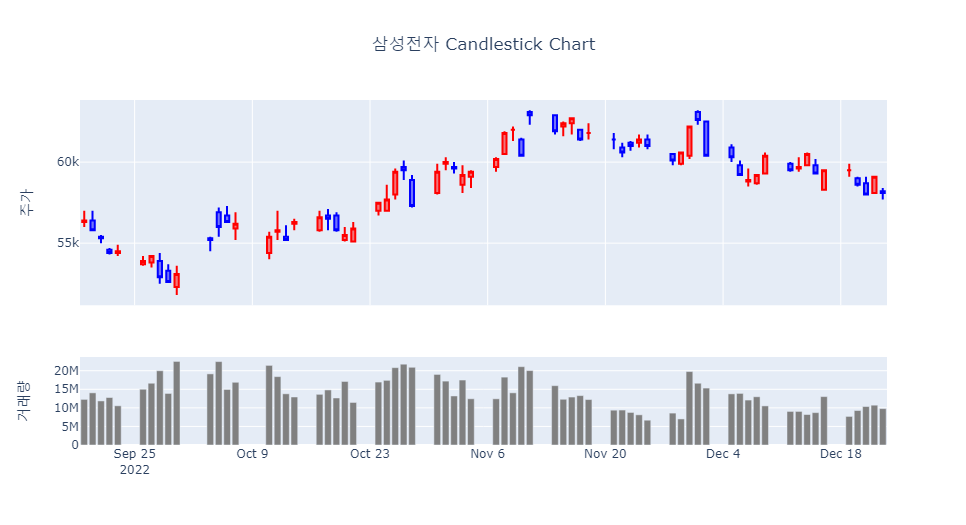 삼성전자 Candlestick Chart
주가
60k
55k
거래량
20M
15M
10M
5M
0
Sep 25
2022
Oct 9
Oct 23
Nov 6
Nov 20
Dec 4
Dec 18